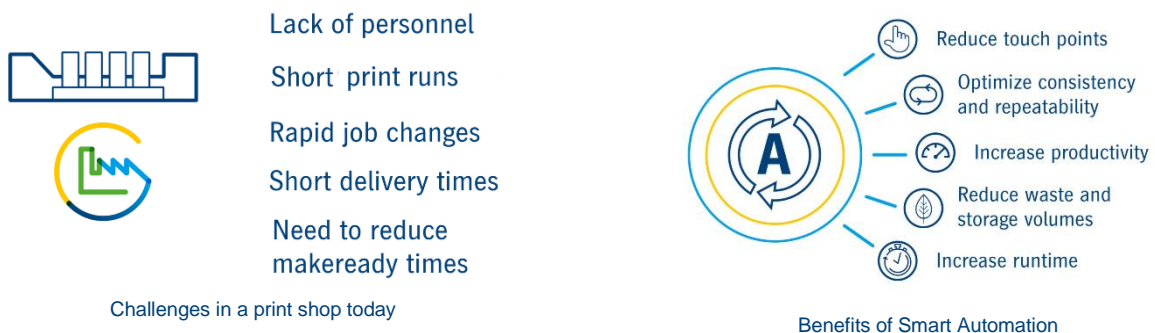 Lack of personnel
Short print runs
Rapid job changes
Short delivery times
Need to reduce
makeready times
Challenges in a print shop today
A
Reduce touch points
Optimize consistency
and repeatability
Increase productivity
Reduce waste and
storage volumes
Increase runtime
Benefits of Smart Automation